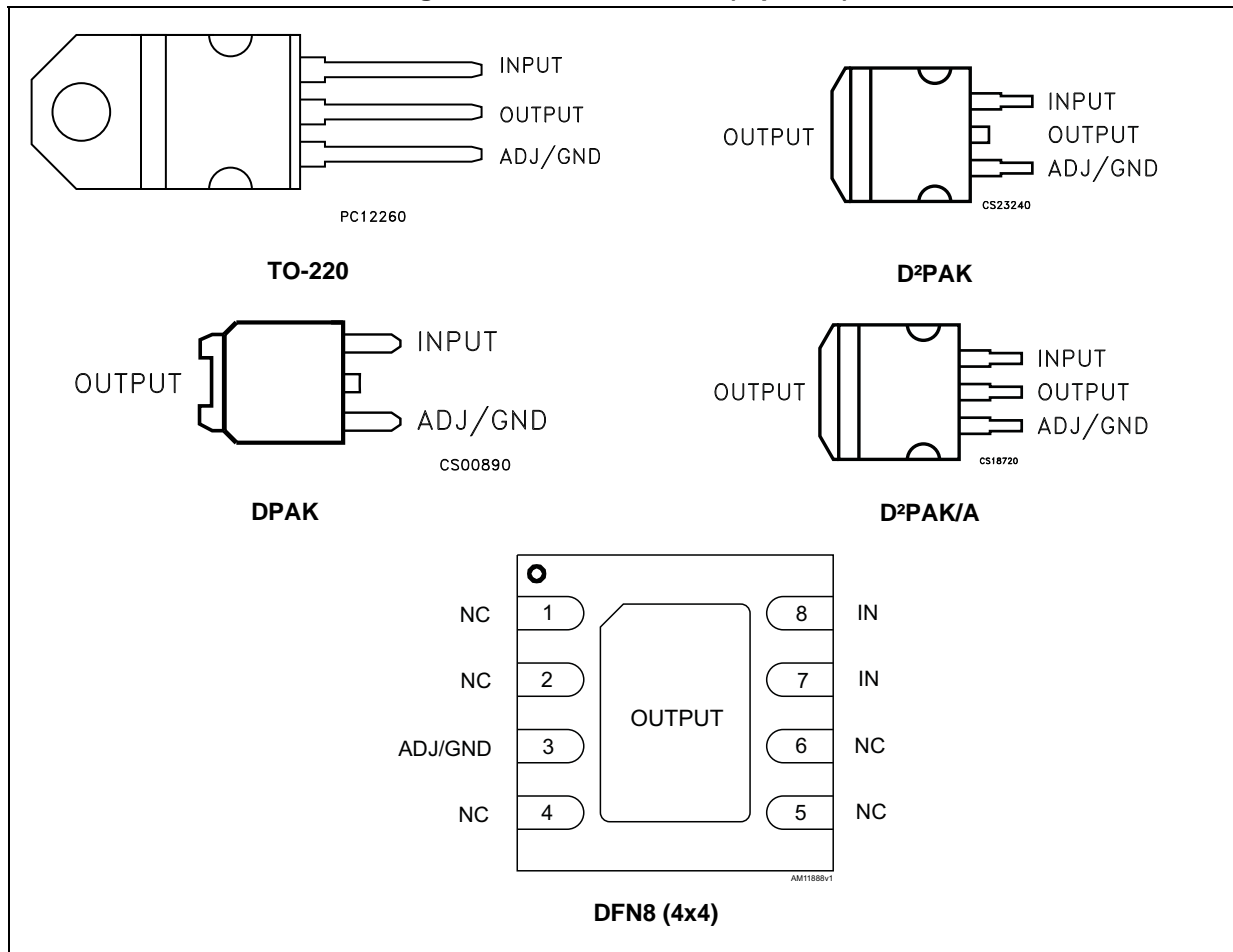 INPUT
OUTPUT
ADJ/GND
PC12260
TO-220
OUTPUT
INPUT
OUTPUT
ADJ/GND
CS23240
D²PAK
OUTPUT
INPUT
ADJ/GND
CS00890
DPAK
OUTPUT
INPUT
OUTPUT
ADJ/GND
CS18720
D²PAK/A
NC 1 8 IN
NC 2 7 IN
OUTPUT
ADJ/GND 3 6 NC
NC 4 5 NC
AM11888v1
DFN8 (4x4)